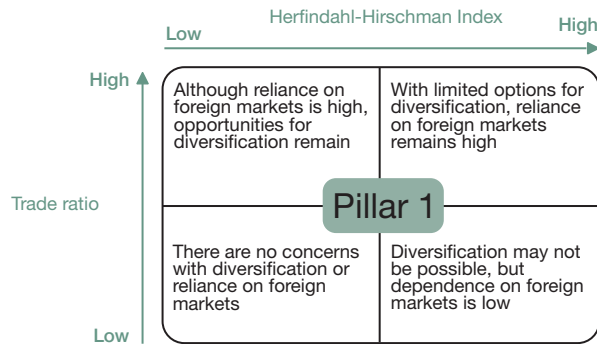 Herfindahl-Hirschman Index
Low
High
High
Although reliance on
foreign markets is high,
opportunities for
diversification remain
With limited options for
diversification, reliance
on foreign markets
remains high
Trade ratio
Pillar 1
There are no concerns
with diversification or
reliance on foreign
markets
Diversification may not
be possible, but
dependence on foreign
markets is low
Low